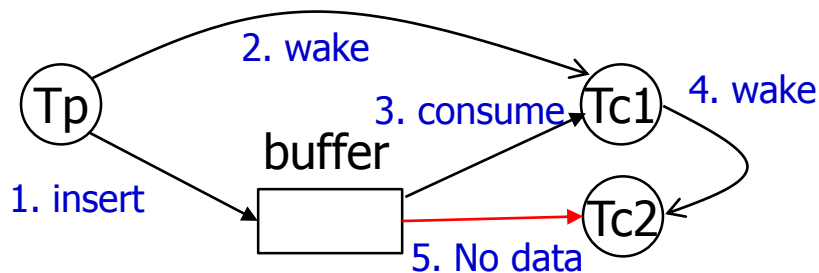 2. wake
Tp
Tc1
4. wake
3. consume
buffer
1. insert
Tc2
5. No data